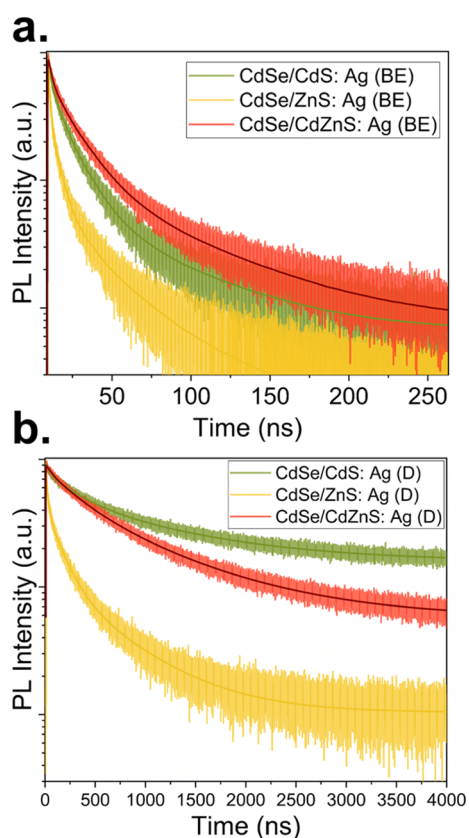 a.
CdSe/CdS: Ag (BE)
CdSe/ZnS: Ag (BE)
CdSe/CdZnS: Ag (BE)
PL Intensity (a.u.)
50 100 150 200 250
Time (ns)
b.
CdSe/CdS: Ag (D)
CdSe/ZnS: Ag (D)
CdSe/CdZnS: Ag (D)
PL Intensity (a.u.)
0 500 1000 1500 2000 2500 3000 3500 4000
Time (ns)